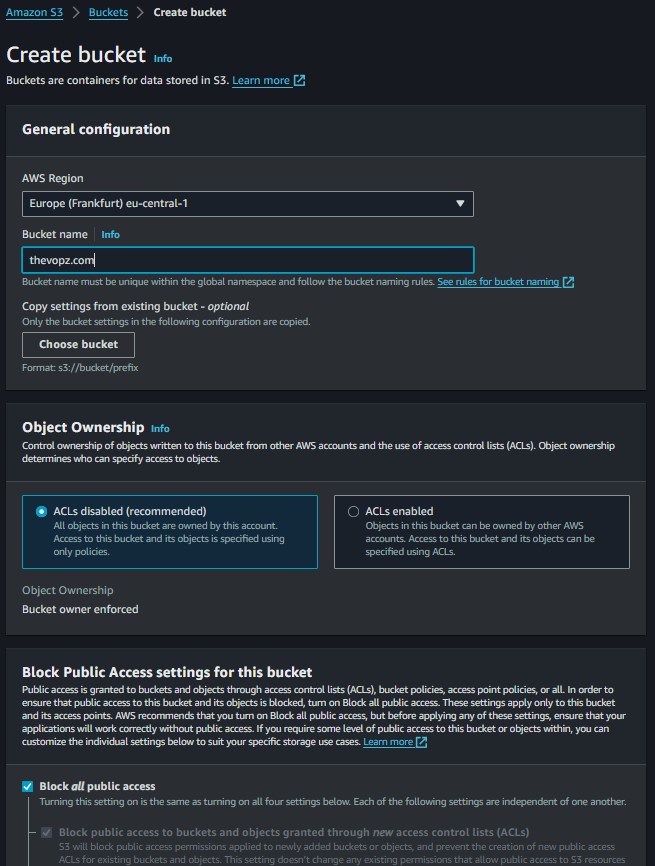 Amazon S3 > Buckets > Create bucket
Create bucket Info
Buckets are containers for data stored in S3. Learn more
General configuration
AWS Region
Europe (Frankfurt) eu-central-1
Bucket name Info
thevopz.com
Bucket name must be unique within the global namespace and follow the bucket naming rules. See rules for bucket naming
Copy settings from existing bucket - optional
Only the bucket settings in the following configuration are copied.
Choose bucket
Format: s3://bucket/prefix
Object Ownership Info
Control ownership of objects written to this bucket from other AWS accounts and the use of access control lists (ACLs). Object ownership
determines who can specify access to objects.
ACLs disabled (recommended)
All objects in this bucket are owned by this account.
Access to this bucket and its objects is specified using
only policies.
ACLs enabled
Objects in this bucket can be owned by other AWS
accounts. Access to this bucket and its objects can be
specified using ACLs.
Object Ownership
Bucket owner enforced
Block Public Access settings for this bucket
Public access is granted to buckets and objects through access control lists (ACLs), bucket policies, access point policies, or all. In order to
ensure that public access to this bucket and its objects is blocked, turn on Block all public access. These settings apply only to this bucket
and its access points. AWS recommends that you turn on Block all public access, but before applying any of these settings, ensure that your
applications will work correctly without public access. If you require some level of public access to this bucket or objects within, you can
customize the individual settings below to suit your specific storage use cases. Learn more
Block all public access
Turning this setting on is the same as turning on all four settings below. Each of the following settings are independent of one another.
Block public access to buckets and objects granted through new access control lists (ACLs)
S3 will block public access permissions applied to newly added buckets or objects, and prevent the creation of new public access
ACLs for existing buckets and objects. This setting doesn't change any existing permissions that allow public access to S3 resources